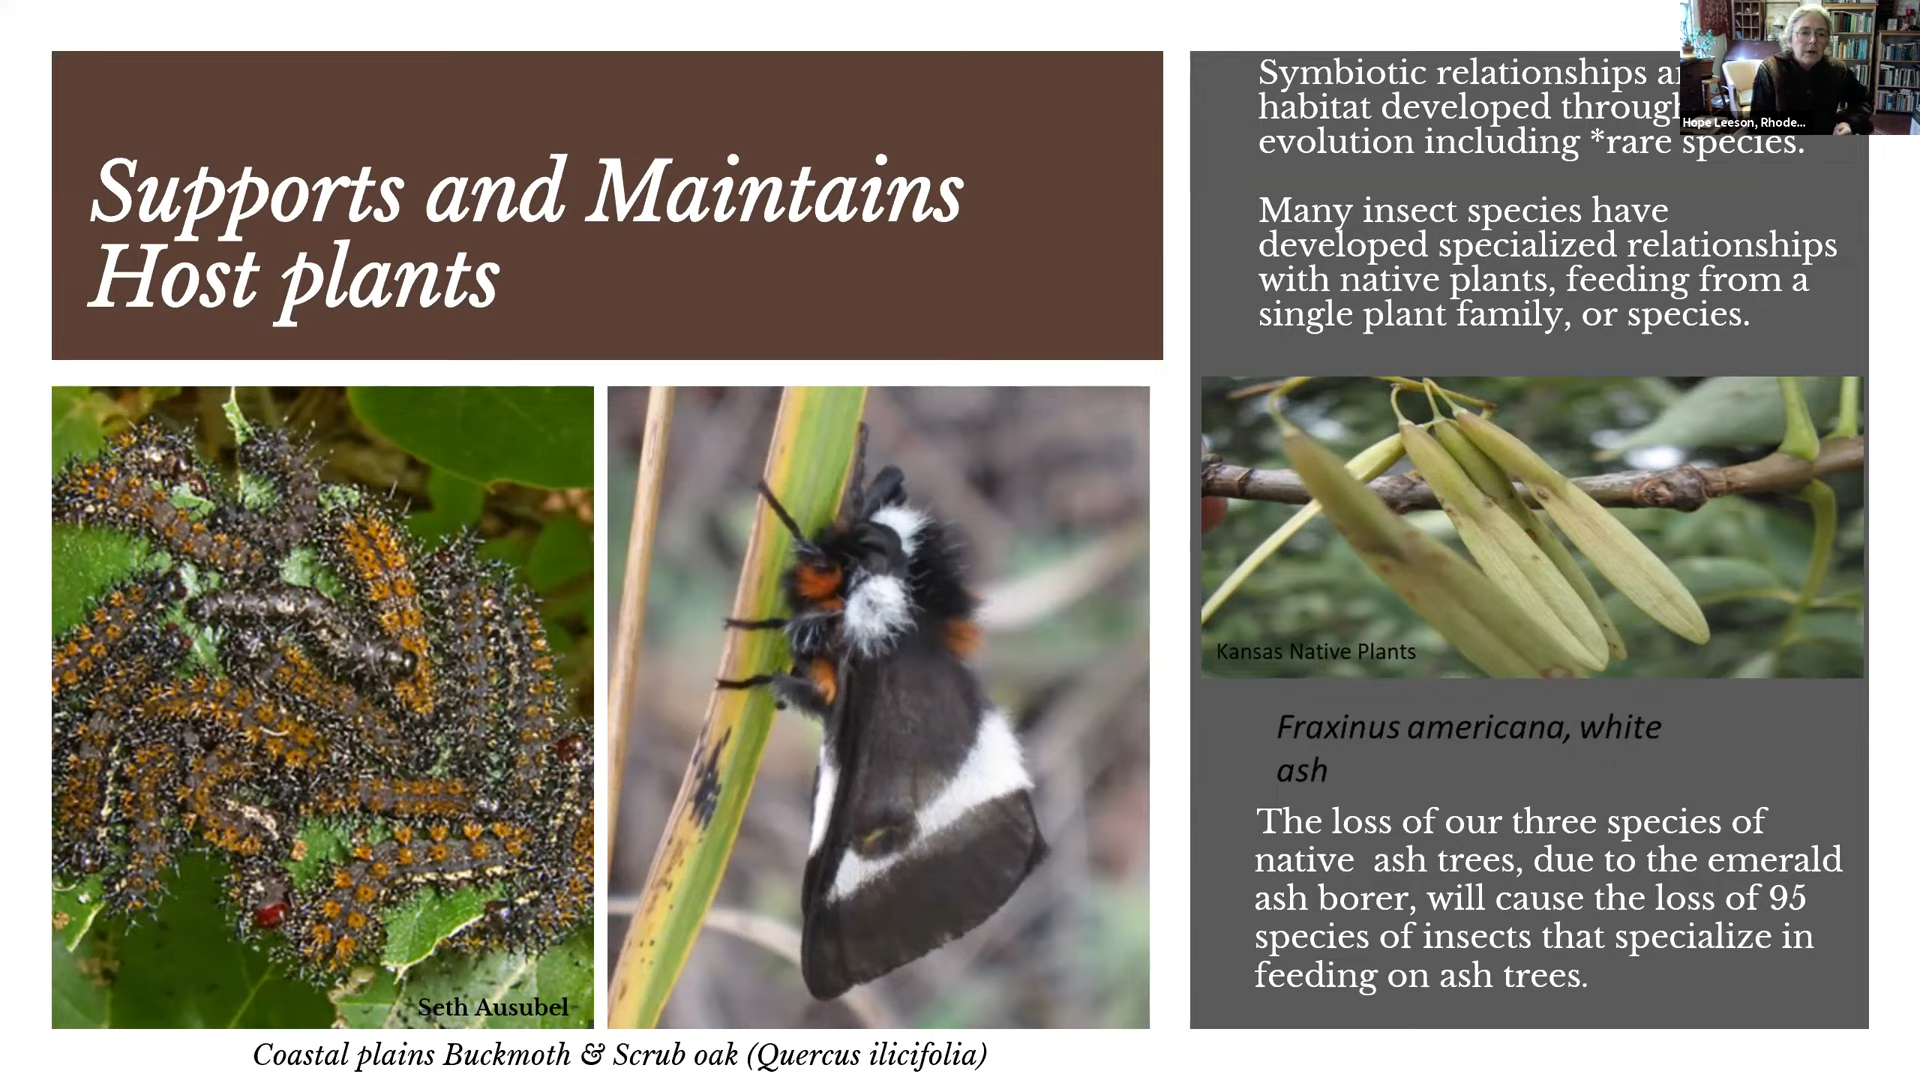 Supports and Maintains
Host plants
Symbiotic relationships
habitat developed through
evolution including *rare species.
Many insect species have
developed specialized relationships
with native plants, feeding from a
single plant family, or species.
Hope Leeson, Rhode...
Kansas Native Plants
Fraxinus americana, white
ash
The loss of our three species of
native ash trees, due to the emerald
ash borer, will cause the loss of 95
species of insects that specialize in
feeding on ash trees.
Seth Ausubel
Coastal plains Buckmoth & Scrub oak (Quercus ilicifolia)